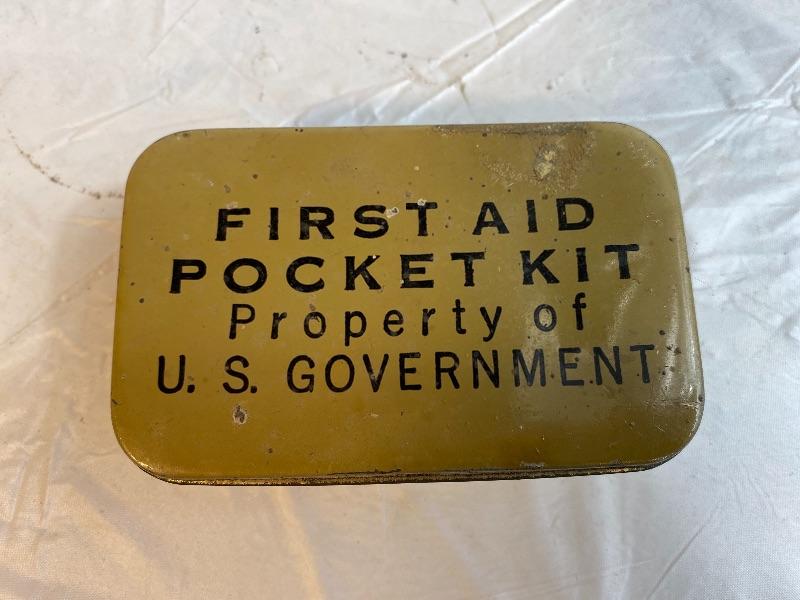 FIRST AID
POCKET KIT
Property of
U. S. GOVERNMENT